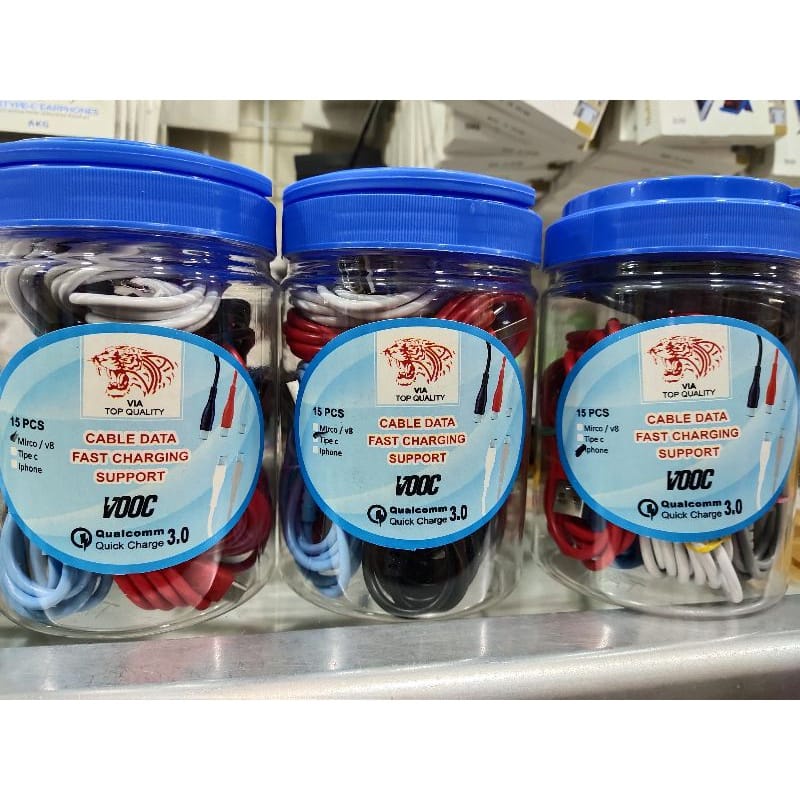 TYPE-C EARPHONES
AKG
VIA
TOP QUALITY
15 PCS
Mirco / v8
Tipe c
Iphone
CABLE DATA
FAST CHARGING
SUPPORT
VOOC
Qualcomm
Quick Charge 3.0
VIA
TOP QUALITY
15 PCS
Mirco / v8
Tipe c
Iphone
CABLE DATA
FAST CHARGING
SUPPORT
VOOC
Qualcomm
Quick Charge 3.0
VIA
TOP QUALITY
15 PCS
Mirco / v8
Tipe c
Iphone
CABLE DATA
FAST CHARGING
SUPPORT
VOOC
Qualcomm
Quick Charge 3.0